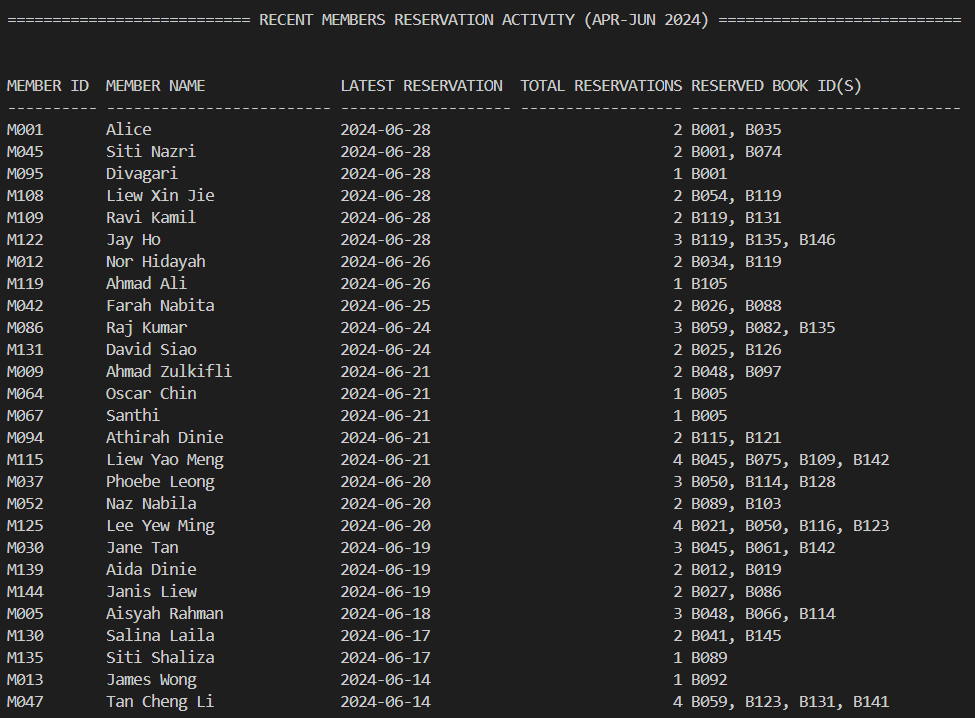 =========================== RECENT MEMBERS RESERVATION ACTIVITY (APR-JUN 2024) ===========================
MEMBER ID  MEMBER NAME               LATEST RESERVATION  TOTAL RESERVATIONS RESERVED BOOK ID(S)
---------- ------------------------- ------------------- ------------------ ------------------------------
M001       Alice                     2024-06-28                           2 B001, B035
M045       Siti Nazri                2024-06-28                           2 B001, B074
M095       Divagari                  2024-06-28                           1 B001
M108       Liew Xin Jie              2024-06-28                           2 B054, B119
M109       Ravi Kamil                2024-06-28                           2 B119, B131
M122       Jay Ho                    2024-06-28                           3 B119, B135, B146
M012       Nor Hidayah               2024-06-26                           2 B034, B119
M119       Ahmad Ali                 2024-06-26                           1 B105
M042       Farah Nabita              2024-06-25                           2 B026, B088
M086       Raj Kumar                 2024-06-24                           3 B059, B082, B135
M131       David Siao                2024-06-24                           2 B025, B126
M009       Ahmad Zulkifli            2024-06-21                           2 B048, B097
M064       Oscar Chin                2024-06-21                           1 B005
M067       Santhi                    2024-06-21                           1 B005
M094       Athirah Dinie             2024-06-21                           2 B115, B121
M115       Liew Yao Meng             2024-06-21                           4 B045, B075, B109, B142
M037       Phoebe Leong              2024-06-20                           3 B050, B114, B128
M052       Naz Nabila                2024-06-20                           2 B089, B103
M125       Lee Yew Ming              2024-06-20                           4 B021, B050, B116, B123
M030       Jane Tan                  2024-06-19                           3 B045, B061, B142
M139       Aida Dinie                2024-06-19                           2 B012, B019
M144       Janis Liew                2024-06-19                           2 B027, B086
M005       Aisyah Rahman             2024-06-18                           3 B048, B066, B114
M130       Salina Laila              2024-06-17                           2 B041, B145
M135       Siti Shaliza              2024-06-17                           1 B089
M013       James Wong                2024-06-14                           1 B092
M047       Tan Cheng Li              2024-06-14                           4 B059, B123, B131, B141